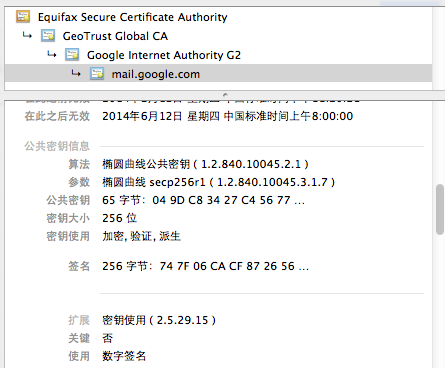 Equifax Secure Certificate Authority
GeoTrust Global CA
Google Internet Authority G2
mail.google.com
在此之后无效 2014年6月12日 星期四 中国标准时间上午8:00:00
公共密钥信息
算法 椭圆曲线公共密钥 ( 1.2.840.10045.2.1 )
参数 椭圆曲线 secp256r1 ( 1.2.840.10045.3.1.7 )
公共密钥 65 字节：04 9D C8 34 27 C4 56 77 ...
密钥大小 256 位
密钥使用 加密, 验证, 派生
签名 256 字节：74 7F 06 CA CF 87 26 56 ...
扩展 密钥使用 ( 2.5.29.15 )
关键 否
使用 数字签名